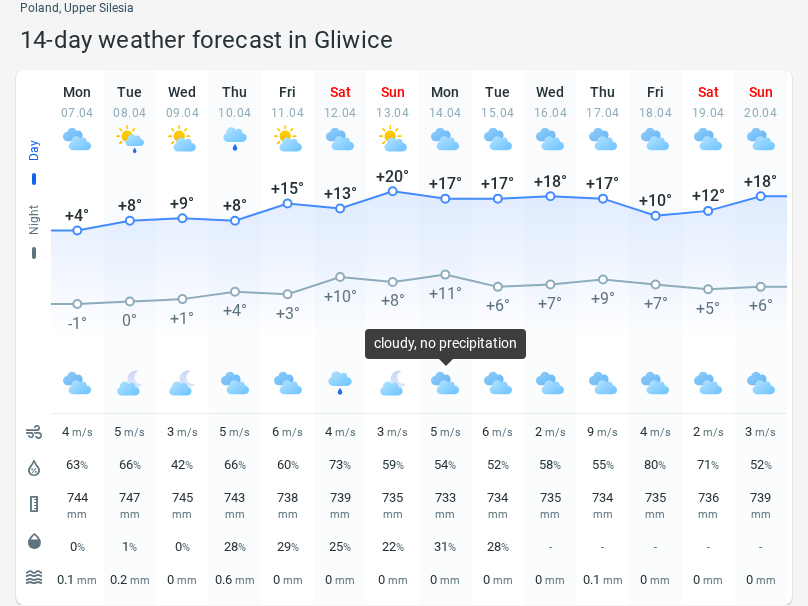 Poland, Upper Silesia
14-day weather forecast in Gliwice
Mon Tue Wed Thu Fri Sat Sun Mon Tue Wed Thu Fri Sat Sun
07.04 08.04 09.04 10.04 11.04 12.04 13.04 14.04 15.04 16.04 17.04 18.04 19.04 20.04
Day
+4° +8° +9° +8° +15° +13° +20° +17° +17° +18° +17° +10° +12° +18°
Night
-1° 0° +1° +4° +3° +10° +8° +11° +6° +7° +9° +7° +5° +6°
cloudy, no precipitation
4 m/s 5 m/s 3 m/s 5 m/s 6 m/s 4 m/s 3 m/s 5 m/s 6 m/s 2 m/s 9 m/s 4 m/s 2 m/s 3 m/s
63% 66% 42% 66% 60% 73% 59% 54% 52% 58% 55% 80% 71% 52%
744 747 745 743 738 739 735 733 734 735 734 735 736 739
mm mm mm mm mm mm mm mm mm mm mm mm mm mm
0% 1% 0% 28% 29% 25% 22% 31% 28% - - - - -
0.1 mm 0.2 mm 0 mm 0.6 mm 0 mm 0 mm 0 mm 0 mm 0 mm 0 mm 0.1 mm 0 mm 0 mm 0 mm